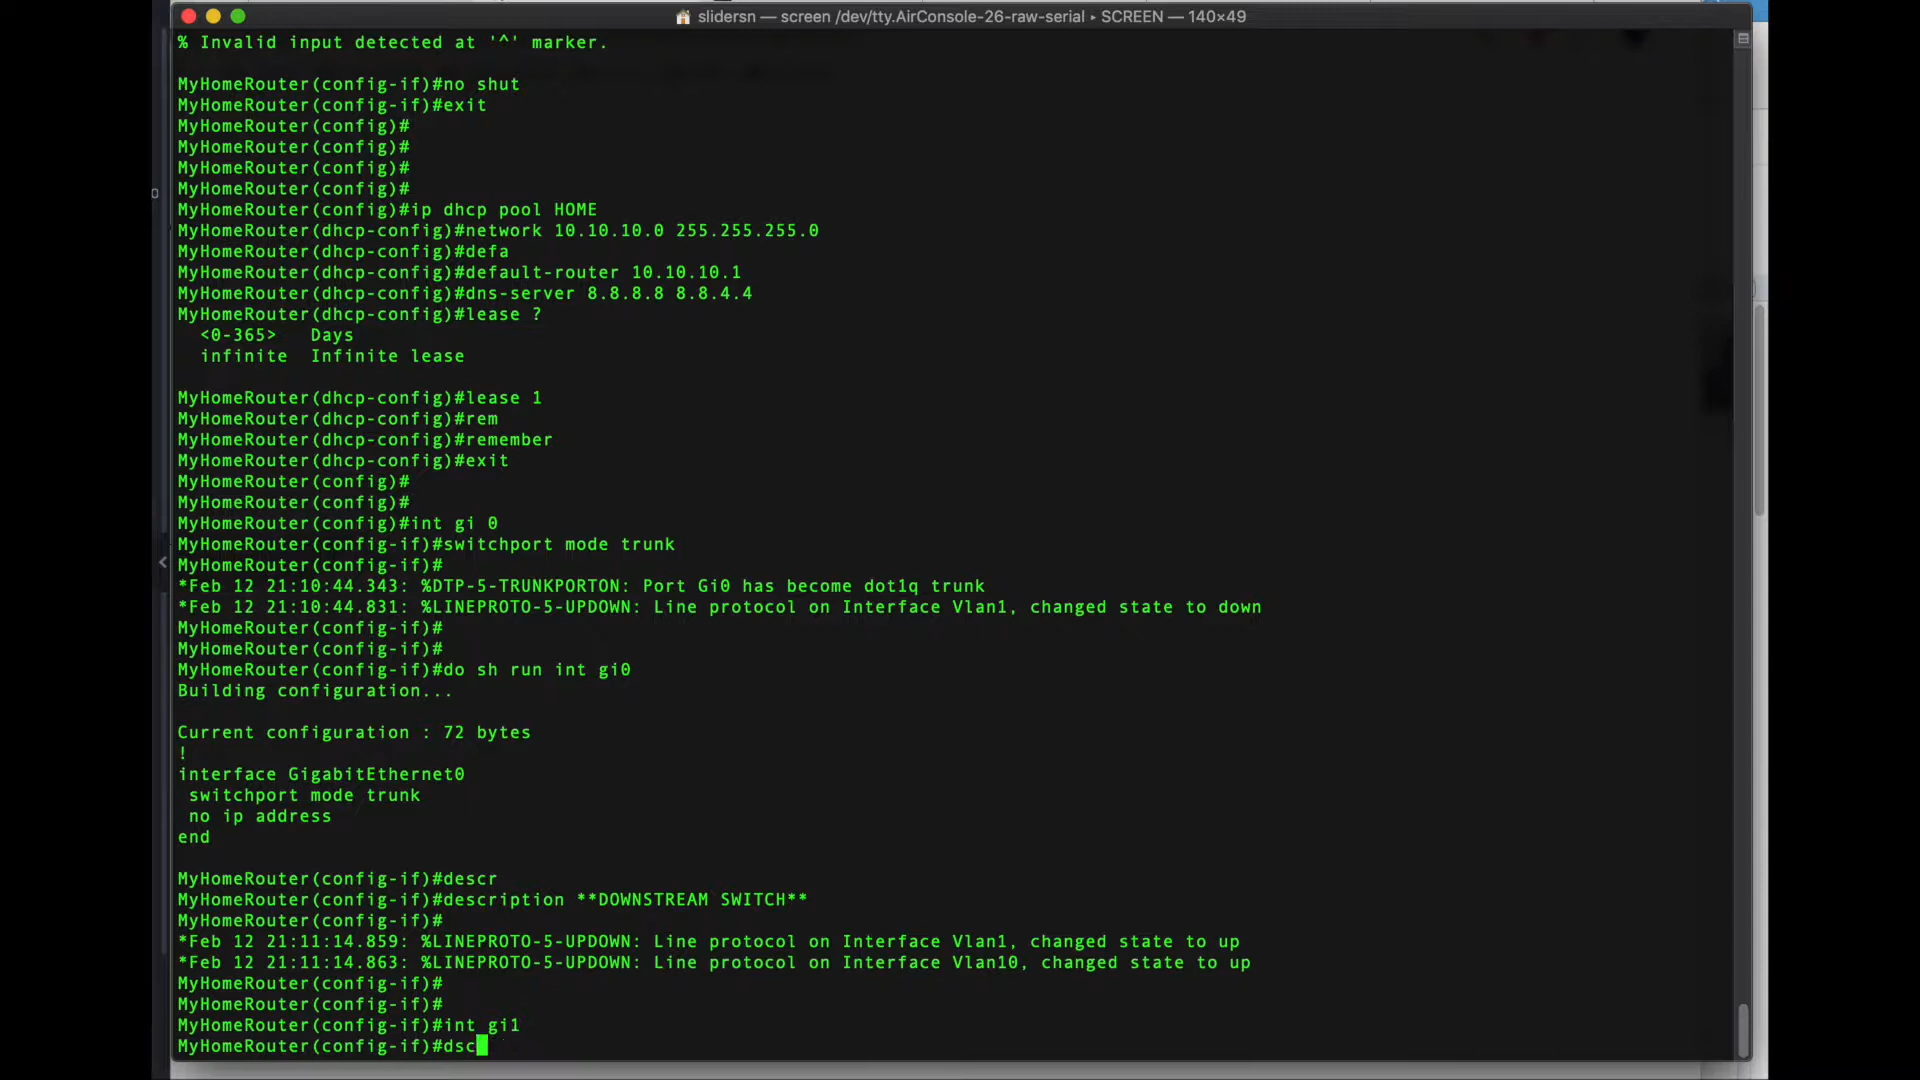 slidersn — screen /dev/tty.AirConsole-26-raw-serial ▸ SCREEN — 140×49
% Invalid input detected at '^' marker.
MyHomeRouter(config-if)#no shut
MyHomeRouter(config-if)#exit
MyHomeRouter(config)#
MyHomeRouter(config)#
MyHomeRouter(config)#
MyHomeRouter(config)#
MyHomeRouter(config)#ip dhcp pool HOME
MyHomeRouter(dhcp-config)#network 10.10.10.0 255.255.255.0
MyHomeRouter(dhcp-config)#defa
MyHomeRouter(dhcp-config)#default-router 10.10.10.1
MyHomeRouter(dhcp-config)#dns-server 8.8.8.8 8.8.4.4
MyHomeRouter(dhcp-config)#lease ?
<0-365>   Days
infinite  Infinite lease
MyHomeRouter(dhcp-config)#lease 1
MyHomeRouter(dhcp-config)#rem
MyHomeRouter(dhcp-config)#remember
MyHomeRouter(dhcp-config)#exit
MyHomeRouter(config)#
MyHomeRouter(config)#
MyHomeRouter(config)#int gi 0
MyHomeRouter(config-if)#switchport mode trunk
MyHomeRouter(config-if)#
*Feb 12 21:10:44.343: %DTP-5-TRUNKPORTON: Port Gi0 has become dot1q trunk
*Feb 12 21:10:44.831: %LINEPROTO-5-UPDOWN: Line protocol on Interface Vlan1, changed state to down
MyHomeRouter(config-if)#
MyHomeRouter(config-if)#
MyHomeRouter(config-if)#do sh run int gi0
Building configuration...
Current configuration : 72 bytes
!
interface GigabitEthernet0
switchport mode trunk
no ip address
end
MyHomeRouter(config-if)#descr
MyHomeRouter(config-if)#description **DOWNSTREAM SWITCH**
MyHomeRouter(config-if)#
*Feb 12 21:11:14.859: %LINEPROTO-5-UPDOWN: Line protocol on Interface Vlan1, changed state to up
*Feb 12 21:11:14.863: %LINEPROTO-5-UPDOWN: Line protocol on Interface Vlan10, changed state to up
MyHomeRouter(config-if)#
MyHomeRouter(config-if)#
MyHomeRouter(config-if)#int gi1
MyHomeRouter(config-if)#dsc